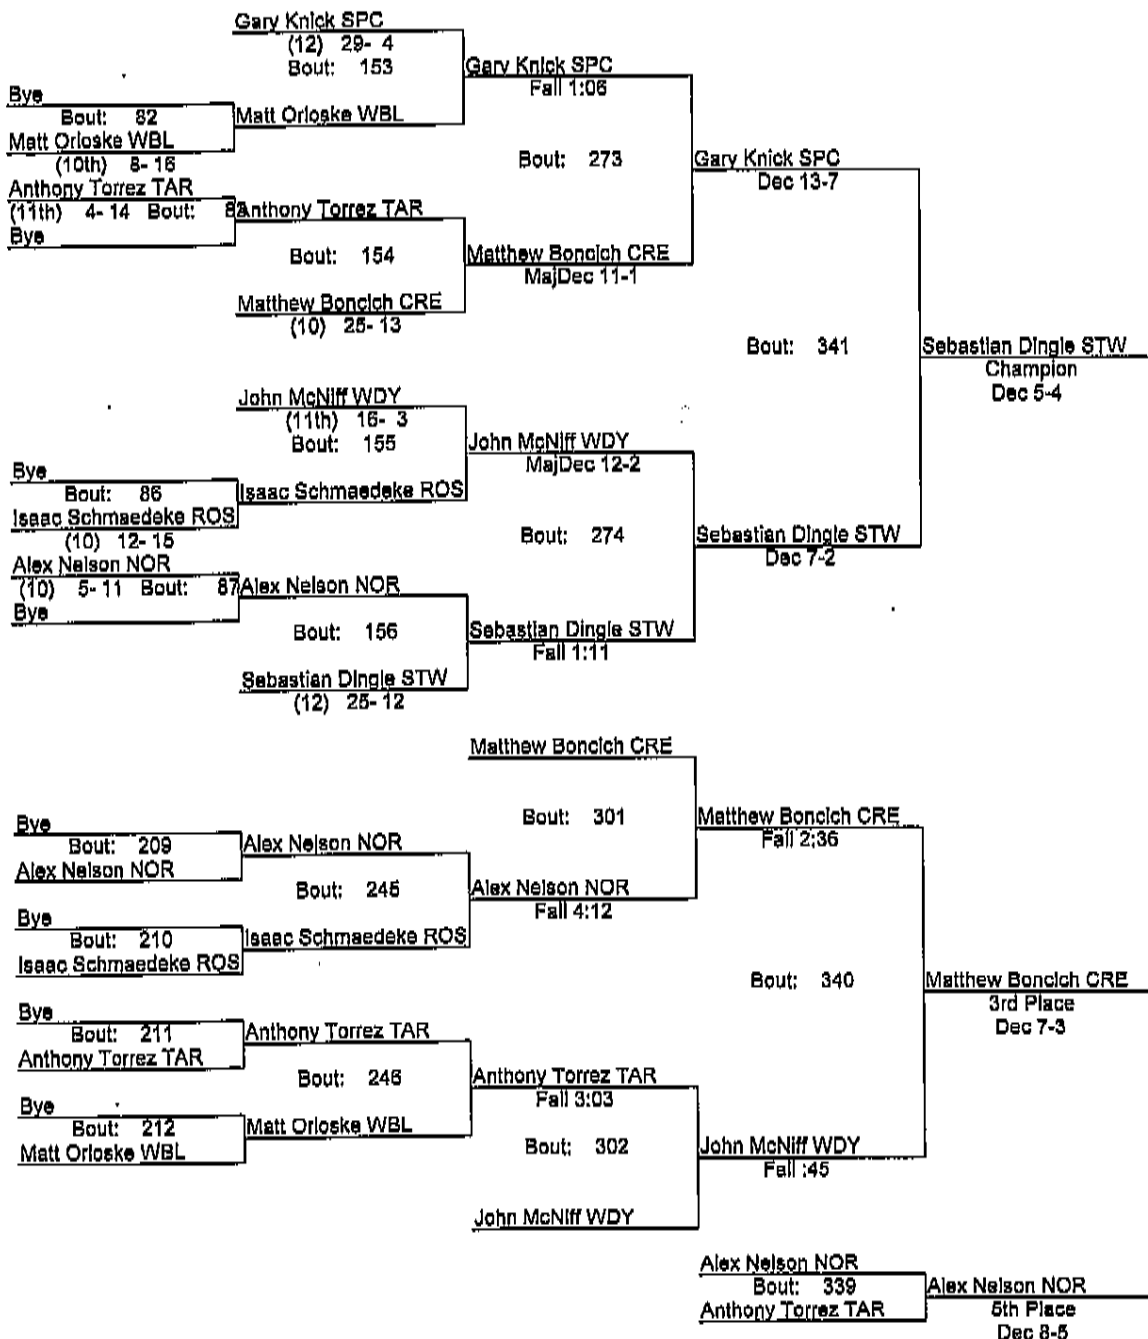 Gary Knick SPC
(12) 29- 4
Bout: 153
Gary Knick SPC
Fall 1:06
Bye
Bout: 82
Matt Orloske WBL
Matt Orloske WBL
(10th) 8- 16
Bout: 273
Gary Knick SPC
Dec 13-7
Anthony Torrez TAR
(11th) 4- 14 Bout: 83
Anthony Torrez TAR
Bye
Bout: 154
Matthew Boncich CRE
MajDec 11-1
Matthew Boncich CRE
(10) 25- 13
Bout: 341
Sebastian Dingle STW
Champion
Dec 5-4
John McNiff WDY
(11th) 16- 3
Bout: 155
John McNiff WDY
MajDec 12-2
Bye
Bout: 86
Isaac Schmaedeke ROS
Isaac Schmaedeke ROS
(10) 12- 15
Bout: 274
Sebastian Dingle STW
Dec 7-2
Alex Nelson NOR
(10) 5- 11 Bout: 87
Alex Nelson NOR
Bye
Bout: 156
Sebastian Dingle STW
Fall 1:11
Sebastian Dingle STW
(12) 25- 12
Matthew Boncich CRE
Bout: 301
Matthew Boncich CRE
Fall 2:36
Bye
Bout: 209
Alex Nelson NOR
Alex Nelson NOR
Bout: 245
Alex Nelson NOR
Fall 4:12
Bye
Bout: 210
Isaac Schmaedeke ROS
Isaac Schmaedeke ROS
Bout: 340
Matthew Boncich CRE
3rd Place
Dec 7-3
Bye
Bout: 211
Anthony Torrez TAR
Anthony Torrez TAR
Bout: 246
Anthony Torrez TAR
Fall 3:03
Bye
Bout: 212
Matt Orloske WBL
Matt Orloske WBL
Bout: 302
John McNiff WDY
Fall :45
John McNiff WDY
Alex Nelson NOR
Bout: 339
Anthony Torrez TAR
Alex Nelson NOR
5th Place
Dec 8-5